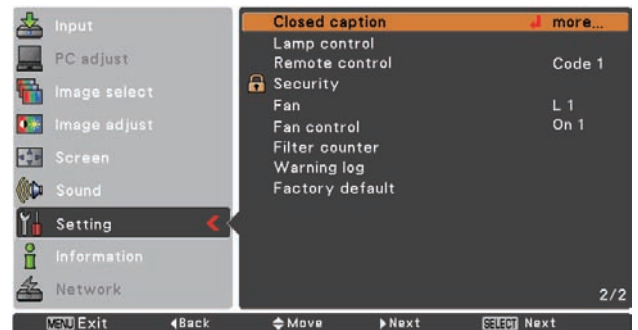 Input
PC adjust
Image select
Image adjust
Screen
Sound
Setting
Information
Network
Closed caption more...
Lamp control
Remote control Code 1
Security
Fan L 1
Fan control On 1
Filter counter
Warning log
Factory default
2/2
MENU Exit Back Move Next SELECT Next